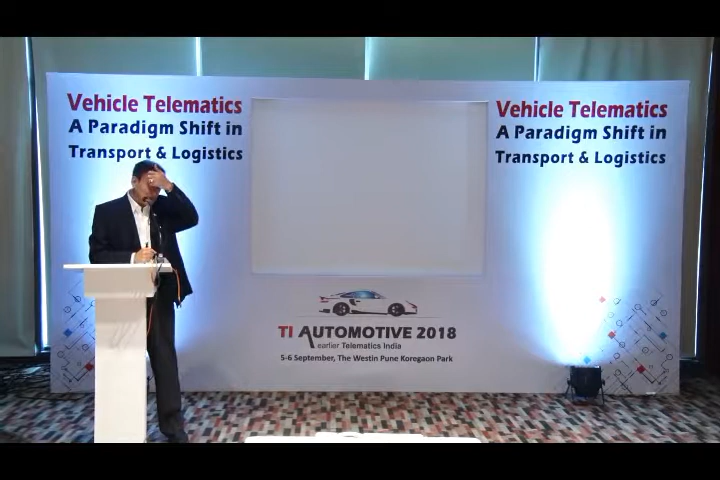 Vehicle Telematics
A Paradigm Shift in
Transport & Logistics
Vehicle Telematics
A Paradigm Shift in
Transport & Logistics
TI AUTOMOTIVE 2018
earlier Telematics India
5-6 September, The Westin Pune Koregaon Park